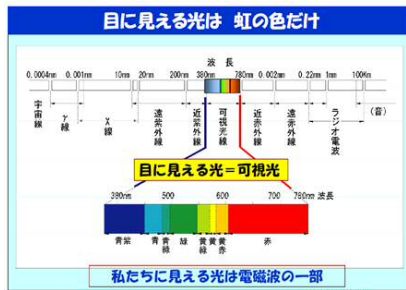 目に見える光は 虹の色だけ
波 長
0.0004nm 0.001nm 10nm 20nm 200nm 380nm 780nm 0.002mm 0.22mm 1mm 100Km
宇宙線 γ線 X線 遠紫外線 近紫外線 可視光線 近赤外線 遠赤外線 ラジオ電波 (音)
目に見える光=可視光
380nm 500 600 700 780nm 波長
青紫 青 青緑 緑 黄緑 黄 黄赤 赤
私たちに見える光は電磁波の一部